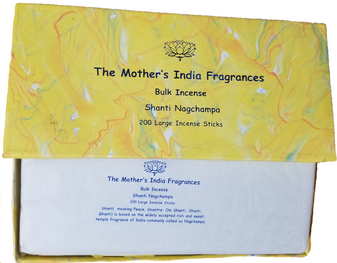 The Mother's India Fragrances
Bulk Incense
Shanti Nagchampa
200 Large Incense Sticks
The Mother's India Fragrances
Bulk Incense
Shanti Nagchampa
200 Large Incense Sticks
Shanti, meaning Peace, (mantra: Om Shanti, Shanti,
Shanti) is based on the widely accepted rich and sweet
temple fragrance of India commonly called as Nagchampa.